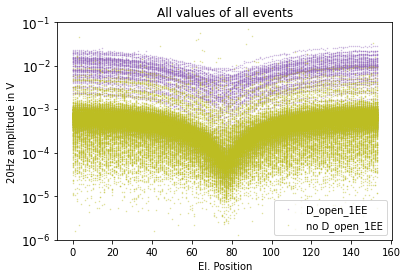 All values of all events
20Hz amplitude in V
10⁻¹
10⁻²
10⁻³
10⁻⁴
10⁻⁵
10⁻⁶
D_open_1EE
no D_open_1EE
0 20 40 60 80 100 120 140 160
El. Position